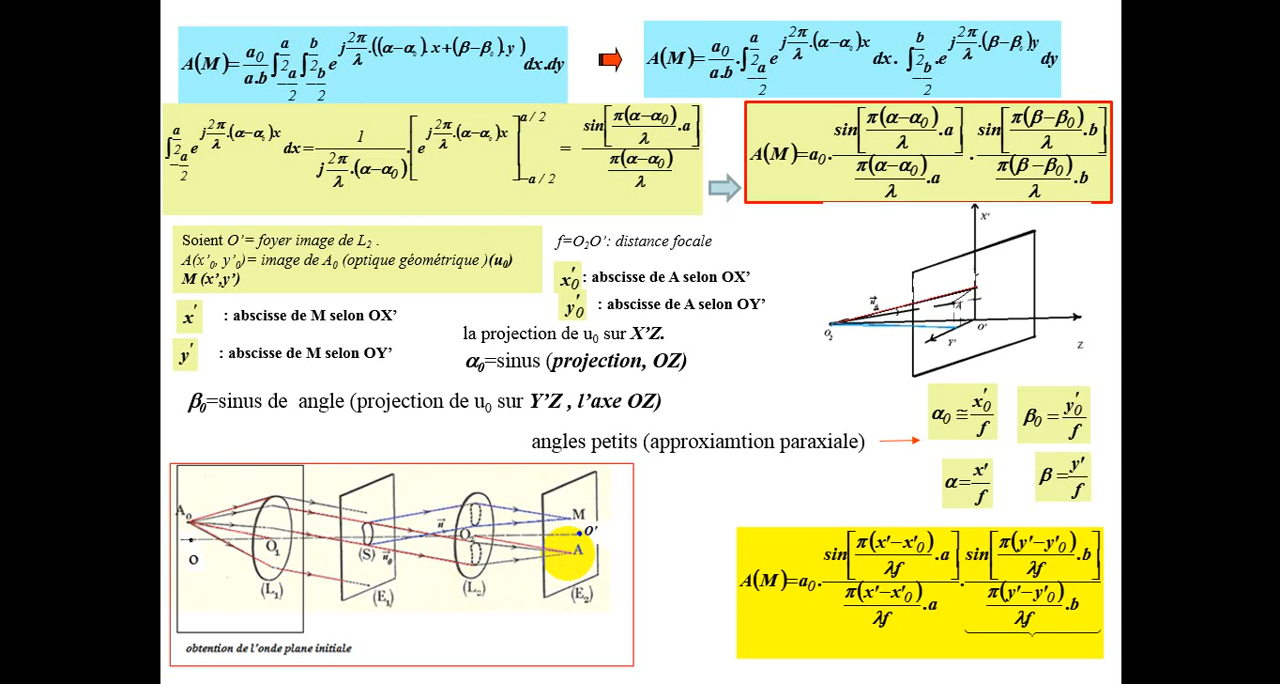 A(M)=a₀/a.b ∫_{-a/2}^{a/2} ∫_{-b/2}^{b/2} e^{j 2π/λ.((α-α₀).x+(β-β₀).y)} dx.dy
A(M)=a₀/a.b . ∫_{-a/2}^{a/2} e^{j 2π/λ.(α-α₀)x} dx. ∫_{-b/2}^{b/2} .e^{j 2π/λ.(β-β₀)y} dy
∫_{-a/2}^{a/2} e^{j 2π/λ.(α-α₀)x} dx = 1/(j 2π/λ.(α-α₀)) . [e^{j 2π/λ.(α-α₀)x}]_{-a/2}^{a/2} = sin[π(α-α₀)/λ .a] / (π(α-α₀)/λ)
A(M)=a₀. sin[π(α-α₀)/λ .a] / (π(α-α₀)/λ .a) . sin[π(β-β₀)/λ .b] / (π(β-β₀)/λ .b)
Soient O'= foyer image de L₂ .
A(x'₀, y'₀)= image de A₀ (optique géométrique )(u₀)
M (x',y')
f=O₂O': distance focale
x'₀ : abscisse de A selon OX'
y'₀ : abscisse de A selon OY'
x' : abscisse de M selon OX'
y' : abscisse de M selon OY'
la projection de u₀ sur X'Z.
α₀=sinus (projection, OZ)
β₀=sinus de angle (projection de u₀ sur Y'Z , l'axe OZ)
X'
O₂
A
O'
Y'
Z
angles petits (approxiamtion paraxiale)
α₀ ≅ x'₀/f
β₀ = y'₀/f
α = x'/f
β = y'/f
A₀
O
O₁
(L₁)
(S)
u₀
(E₁)
u
O₂
(L₂)
M
O'
A
(E₂)
obtention de l'onde plane initiale
A(M)=a₀. sin[π(x'-x'₀)/λf .a] / (π(x'-x'₀)/λf .a) . sin[π(y'-y'₀)/λf .b] / (π(y'-y'₀)/λf .b)